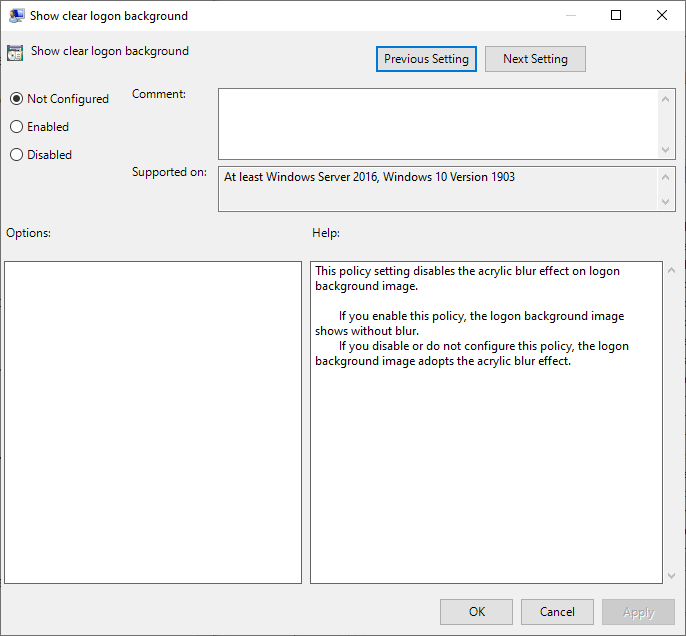 Show clear logon background
Show clear logon background
Previous Setting
Next Setting
Not Configured
Enabled
Disabled
Comment:
Supported on:
At least Windows Server 2016, Windows 10 Version 1903
Options:
Help:
This policy setting disables the acrylic blur effect on logon
background image.
If you enable this policy, the logon background image
shows without blur.
If you disable or do not configure this policy, the logon
background image adopts the acrylic blur effect.
OK
Cancel
Apply